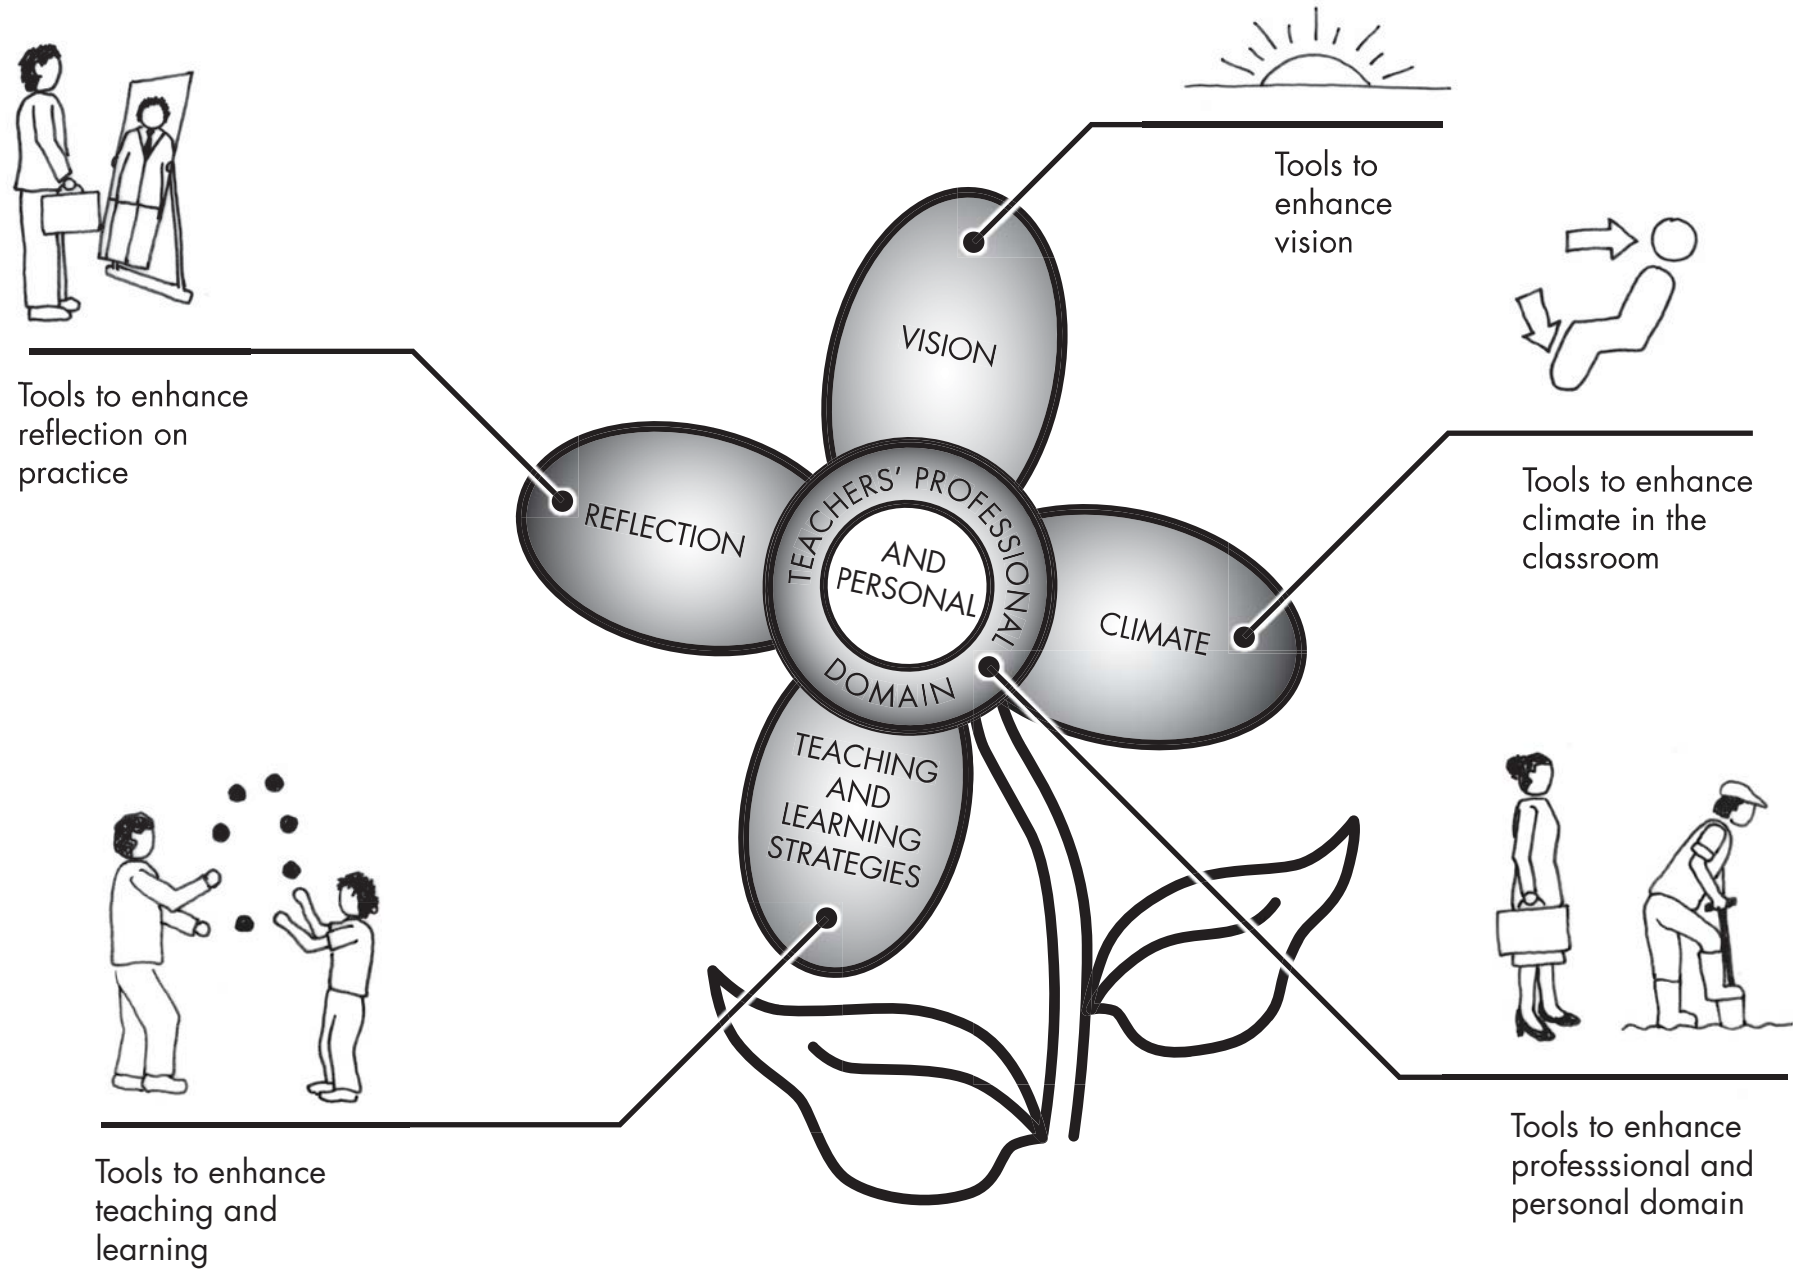 Tools to
enhance
vision
Tools to enhance
reflection on
practice
VISION
Tools to enhance
climate in the
classroom
REFLECTION
TEACHERS' PROFESSIONAL
AND
PERSONAL
DOMAIN
CLIMATE
TEACHING
AND
LEARNING
STRATEGIES
Tools to enhance
teaching and
learning
Tools to enhance
professsional and
personal domain